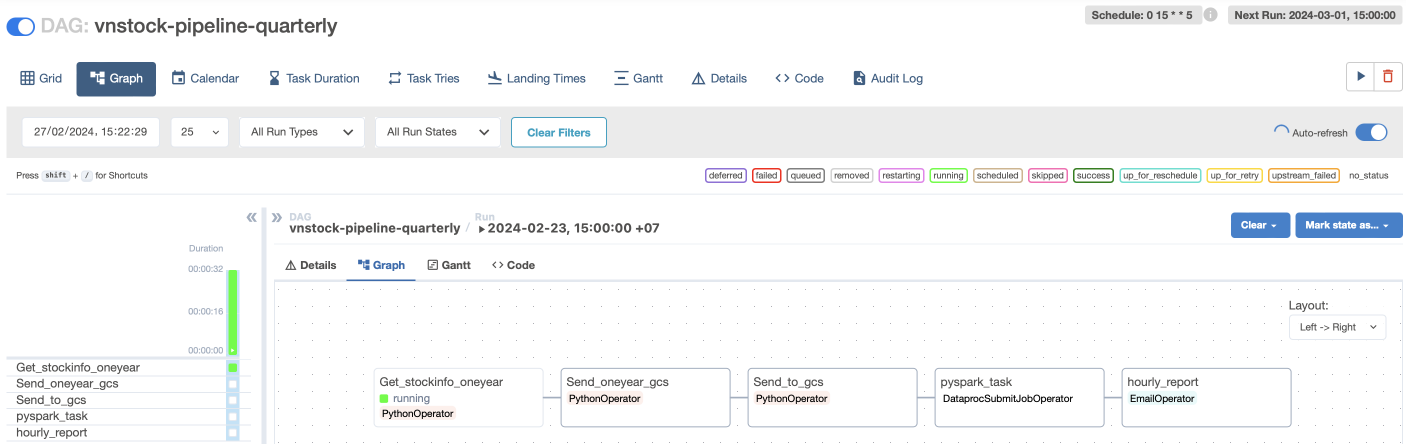 DAG: vnstock-pipeline-quarterly
Schedule: 0 15 * * 5
Next Run: 2024-03-01, 15:00:00
Grid
Graph
Calendar
Task Duration
Task Tries
Landing Times
Gantt
Details
Code
Audit Log
27/02/2024, 15:22:29
25
All Run Types
All Run States
Clear Filters
Auto-refresh
Press shift + / for Shortcuts
deferred
failed
queued
removed
restarting
running
scheduled
skipped
success
up_for_reschedule
up_for_retry
upstream_failed
no_status
Duration
00:00:32
00:00:16
00:00:00
Get_stockinfo_oneyear
Send_oneyear_gcs
Send_to_gcs
pyspark_task
hourly_report
DAG
vnstock-pipeline-quarterly /
Run
2024-02-23, 15:00:00 +07
Clear
Mark state as...
Details
Graph
Gantt
Code
Layout:
Left -> Right
Get_stockinfo_oneyear
running
PythonOperator
Send_oneyear_gcs
PythonOperator
Send_to_gcs
PythonOperator
pyspark_task
DataprocSubmitJobOperator
hourly_report
EmailOperator